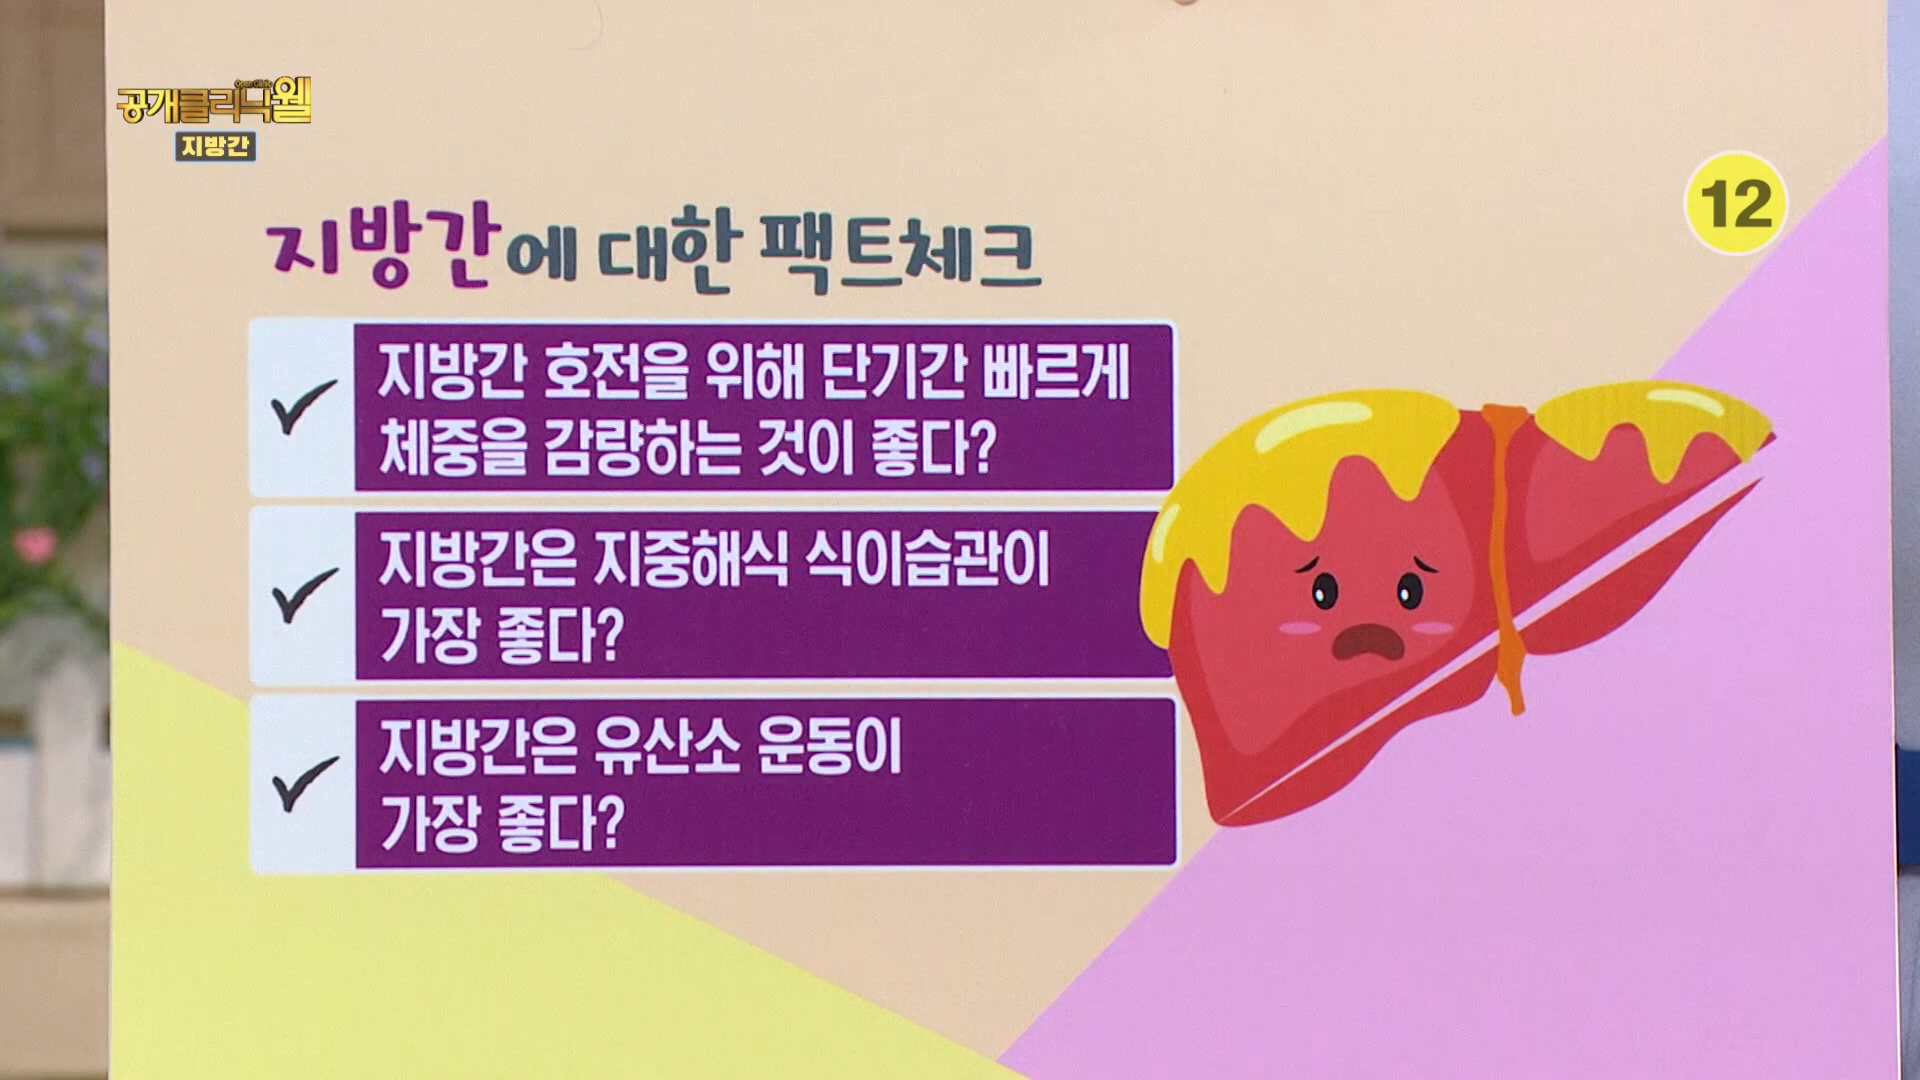 Open Clinic
공개클리닉웰
지방간
12
지방간에 대한 팩트체크
지방간 호전을 위해 단기간 빠르게
체중을 감량하는 것이 좋다?
지방간은 지중해식 식이습관이
가장 좋다?
지방간은 유산소 운동이
가장 좋다?